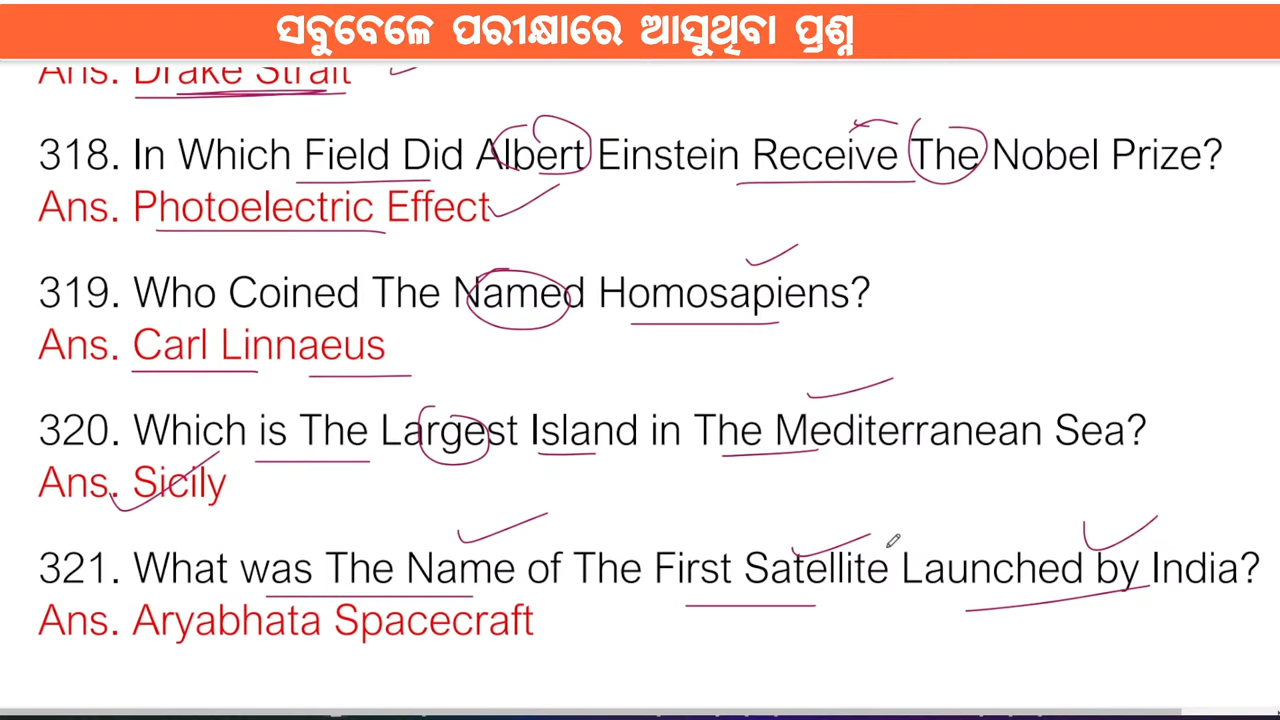 ସବୁବେଳେ ପରୀକ୍ଷାରେ ଆସୁଥିବା ପ୍ରଶ୍ନ
Ans. Drake Strait
318. In Which Field Did Albert Einstein Receive The Nobel Prize?
Ans. Photoelectric Effect
319. Who Coined The Named Homosapiens?
Ans. Carl Linnaeus
320. Which is The Largest Island in The Mediterranean Sea?
Ans. Sicily
321. What was The Name of The First Satellite Launched by India?
Ans. Aryabhata Spacecraft